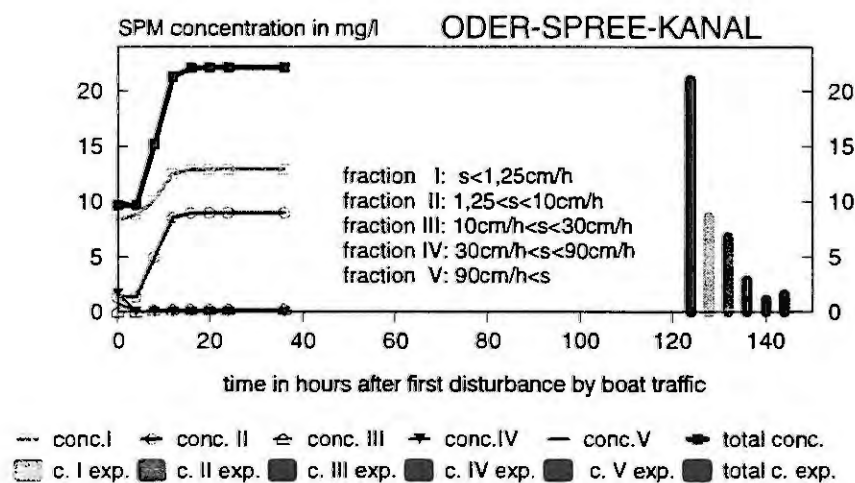 SPM concentration in mg/l ODER-SPREE-KANAL
20 20
15 15
10 10
5 5
0 0
fraction I: s<1,25cm/h
fraction II: 1,25<s<10cm/h
fraction III: 10cm/h<s<30cm/h
fraction IV: 30cm/h<s<90cm/h
fraction V: 90cm/h<s
0 20 40 60 80 100 120 140
time in hours after first disturbance by boat traffic
conc.I conc. II conc. III conc.IV conc.V total conc.
c. I exp. c. II exp. c. III exp. c. IV exp. c. V exp. total c. exp.